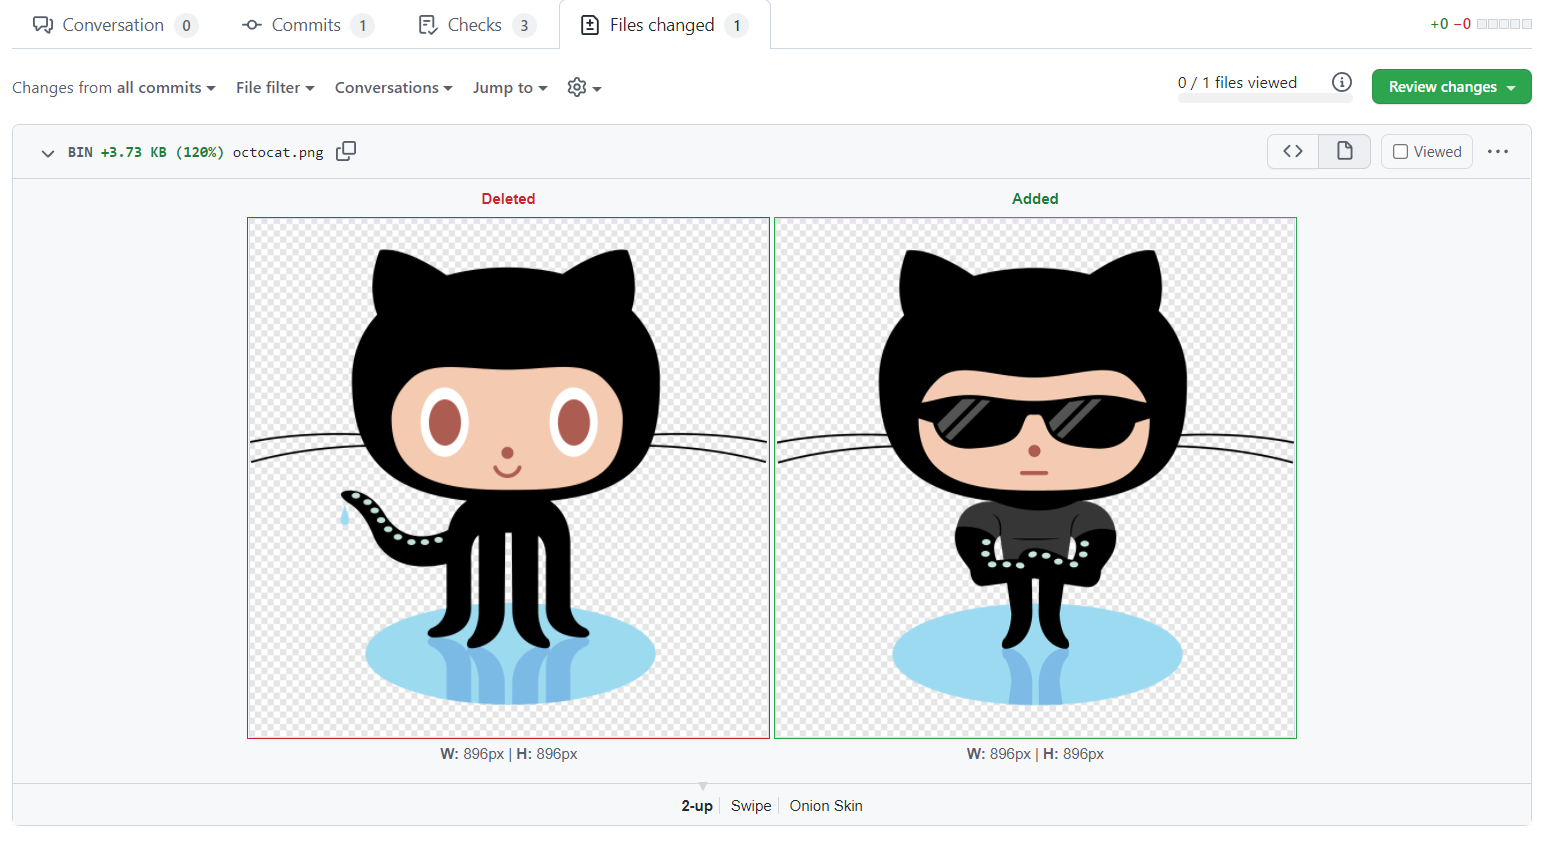 Conversation 0 Commits 1 Checks 3 Files changed 1 +0 −0
Changes from all commits File filter Conversations Jump to 0 / 1 files viewed Review changes
BIN +3.73 KB (120%) octocat.png Viewed
Deleted Added
W: 896px | H: 896px W: 896px | H: 896px
2-up Swipe Onion Skin